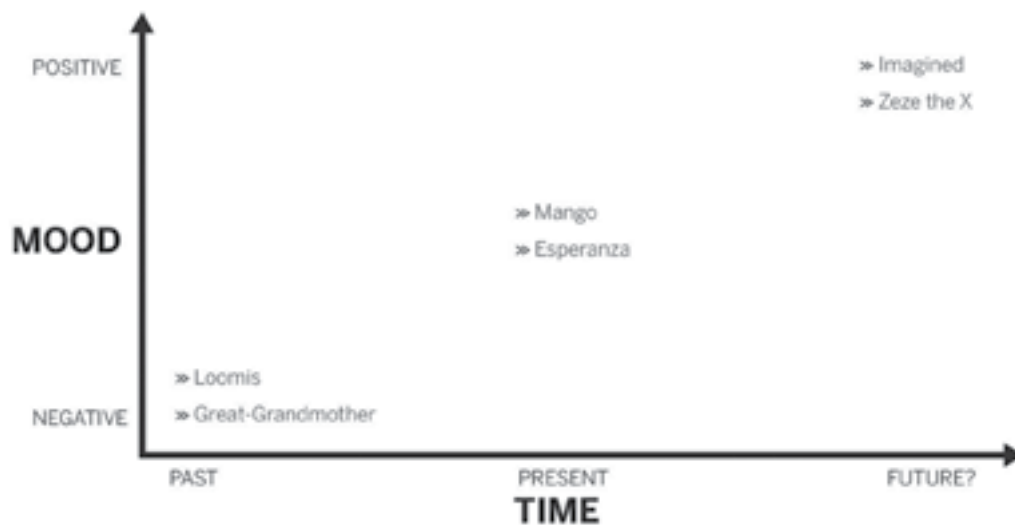 POSITIVE
» Imagined
» Zeze the X
» Mango
MOOD
» Esperanza
» Loomis
NEGATIVE
» Great-Grandmother
PAST
PRESENT
FUTURE?
TIME